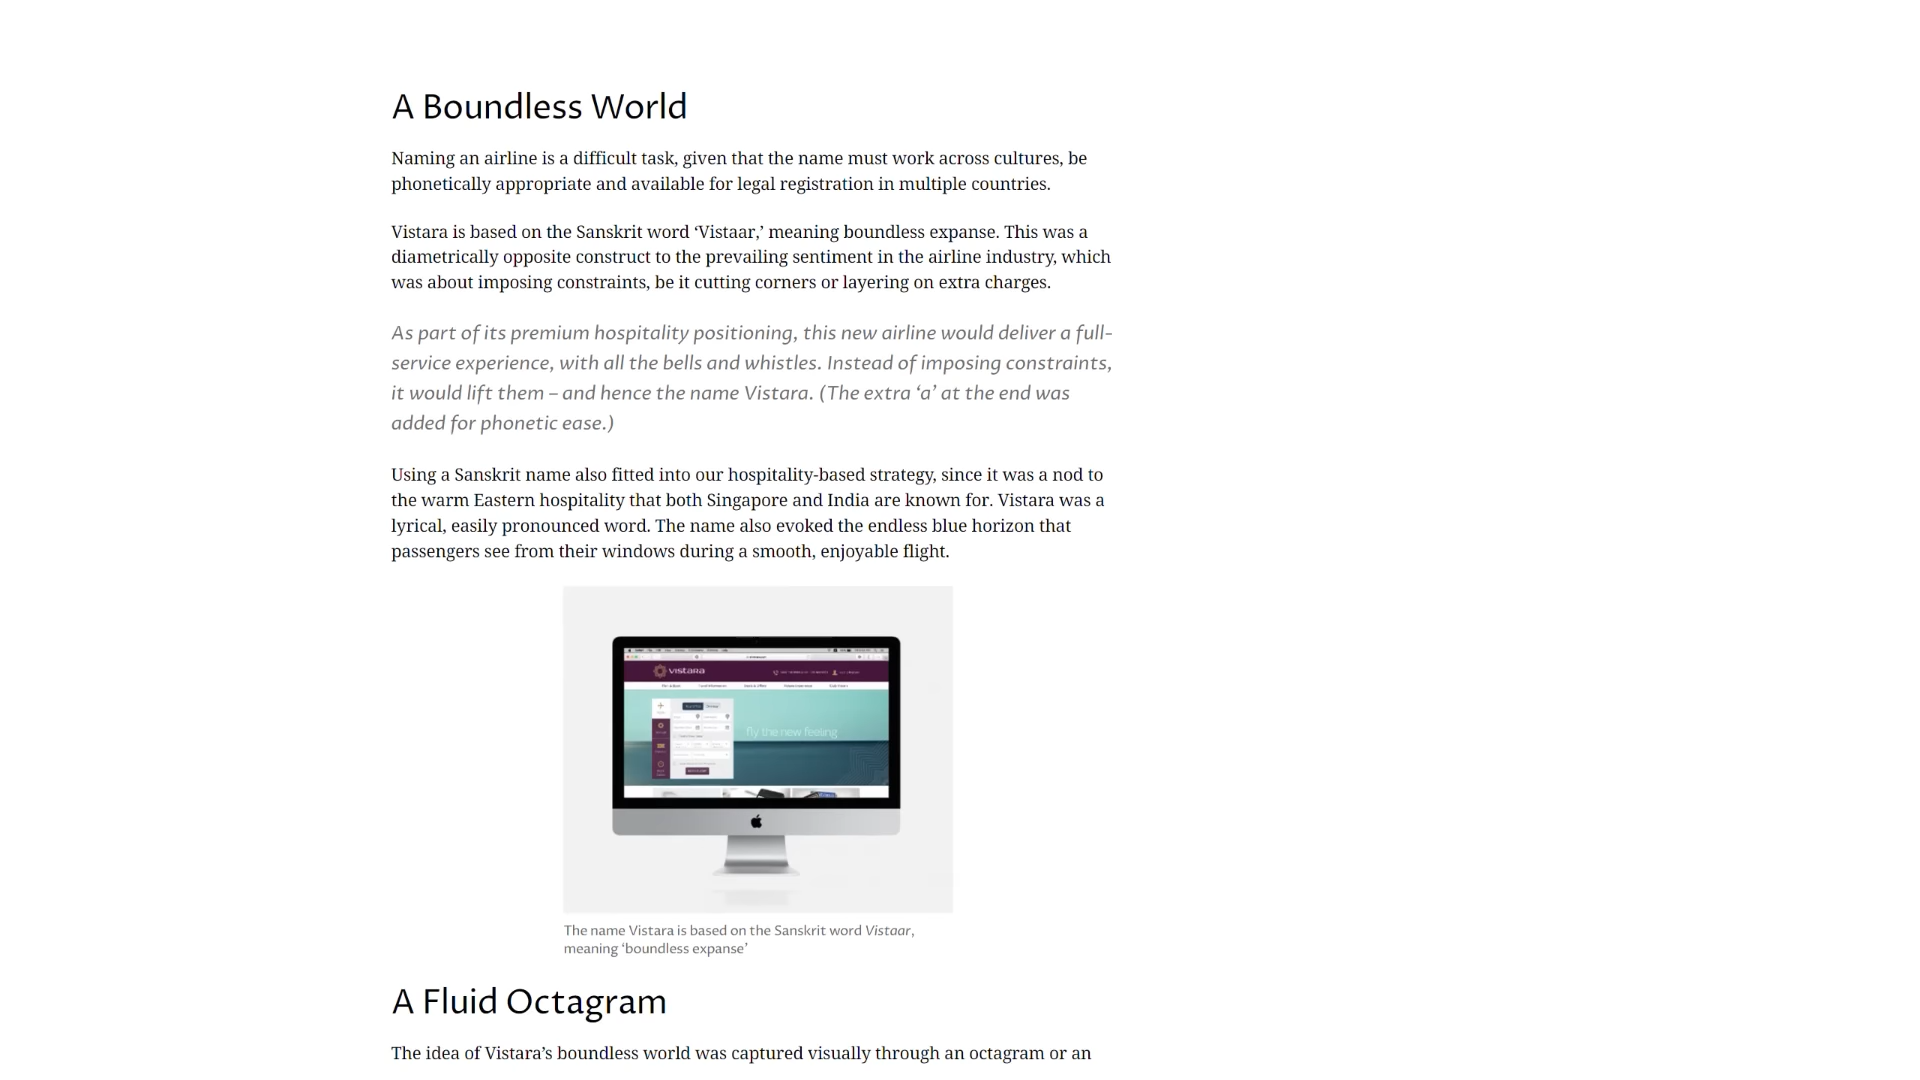 A Boundless World
Naming an airline is a difficult task, given that the name must work across cultures, be
phonetically appropriate and available for legal registration in multiple countries.
Vistara is based on the Sanskrit word ‘Vistaar,’ meaning boundless expanse. This was a
diametrically opposite construct to the prevailing sentiment in the airline industry, which
was about imposing constraints, be it cutting corners or layering on extra charges.
As part of its premium hospitality positioning, this new airline would deliver a full-
service experience, with all the bells and whistles. Instead of imposing constraints,
it would lift them – and hence the name Vistara. (The extra ‘a’ at the end was
added for phonetic ease.)
Using a Sanskrit name also fitted into our hospitality-based strategy, since it was a nod to
the warm Eastern hospitality that both Singapore and India are known for. Vistara was a
lyrical, easily pronounced word. The name also evoked the endless blue horizon that
passengers see from their windows during a smooth, enjoyable flight.
vistara
fly the new feeling
The name Vistara is based on the Sanskrit word Vistaar,
meaning ‘boundless expanse’
A Fluid Octagram
The idea of Vistara’s boundless world was captured visually through an octagram or an